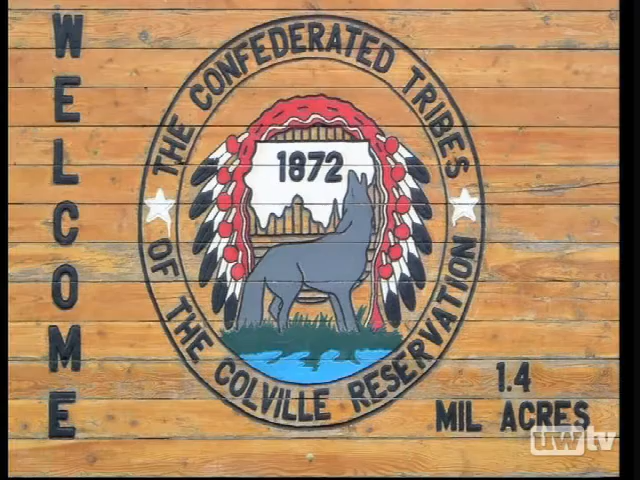 WELCOME
THE CONFEDERATED TRIBES
OF THE COLVILLE RESERVATION
1872
1.4
MIL ACRES
uwtv